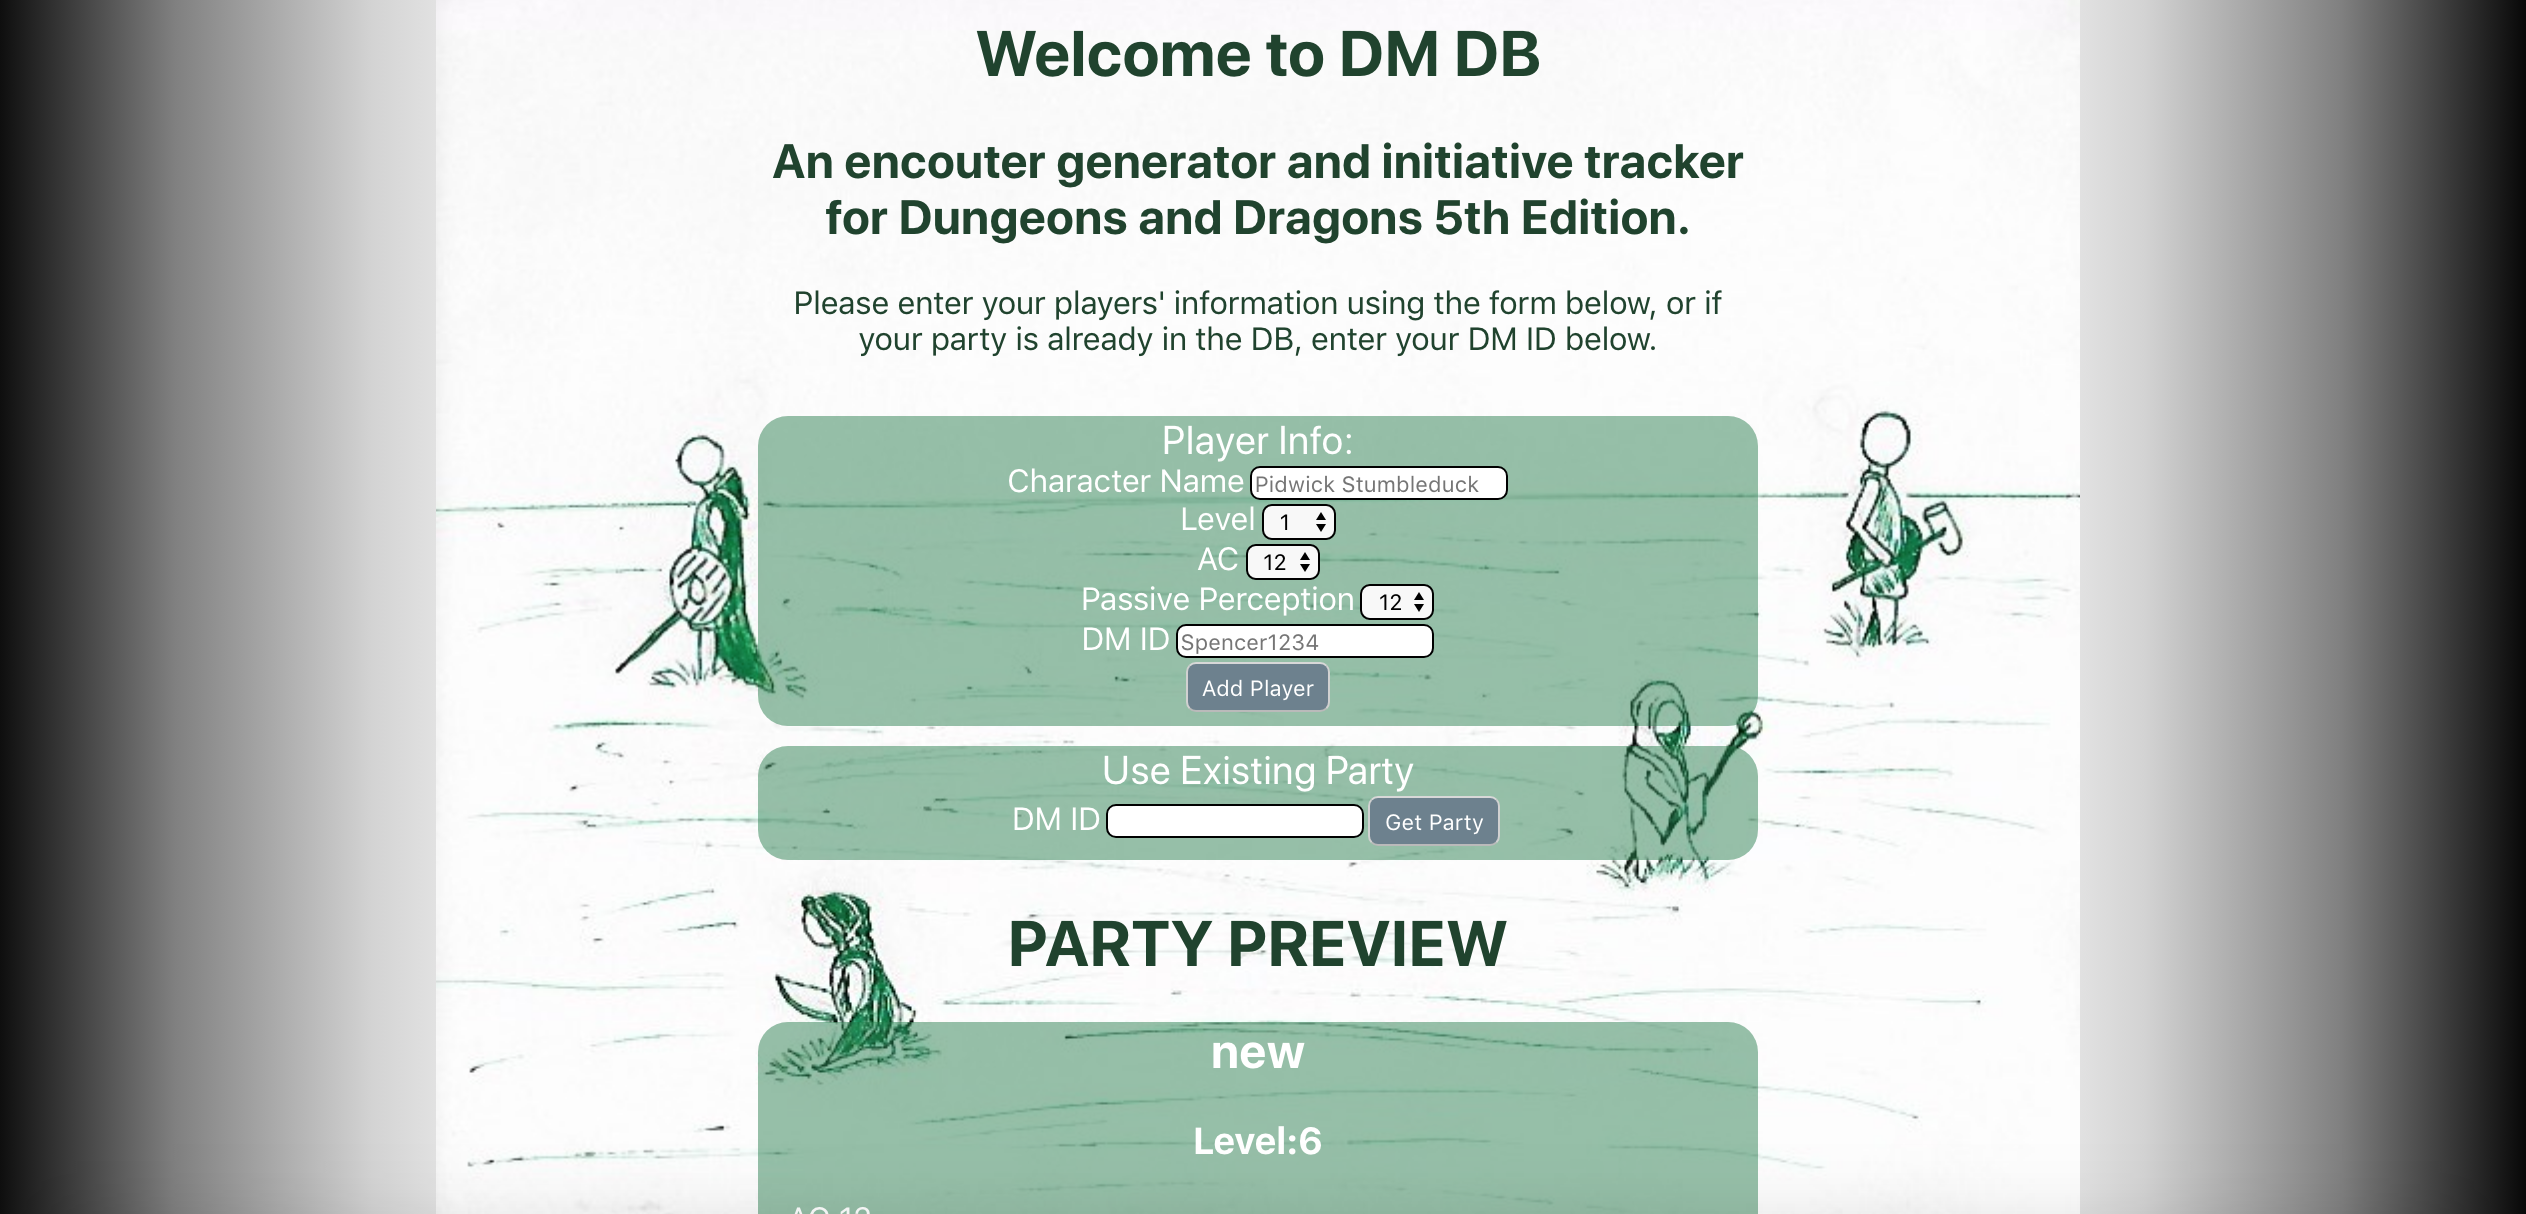 Welcome to DM DB
An encouter generator and initiative tracker
for Dungeons and Dragons 5th Edition.
Please enter your players' information using the form below, or if
your party is already in the DB, enter your DM ID below.
Player Info:
Character Name Pidwick Stumbleduck
Level 1
AC 12
Passive Perception 12
DM ID Spencer1234
Add Player
Use Existing Party
DM ID Get Party
PARTY PREVIEW
new
Level:6
AC 12